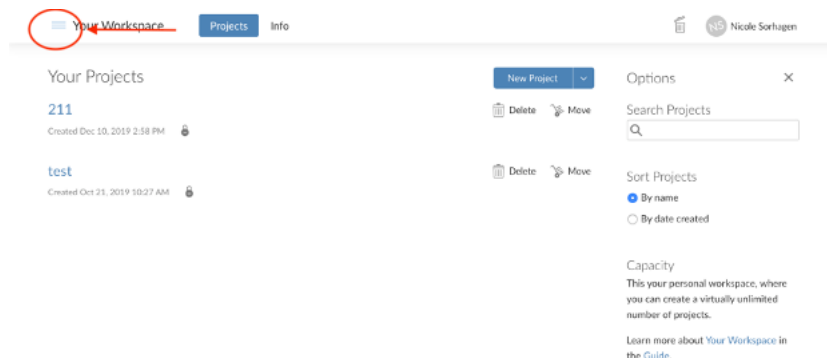 Your Workspace
Projects
Info
NS
Nicole Sorhagen
Your Projects
New Project
Options
211
Delete
Move
Search Projects
Created Dec 10, 2019 2:58 PM
test
Delete
Move
Sort Projects
Created Oct 21, 2019 10:27 AM
By name
By date created
Capacity
This your personal workspace, where
you can create a virtually unlimited
number of projects.
Learn more about Your Workspace in
the Guide